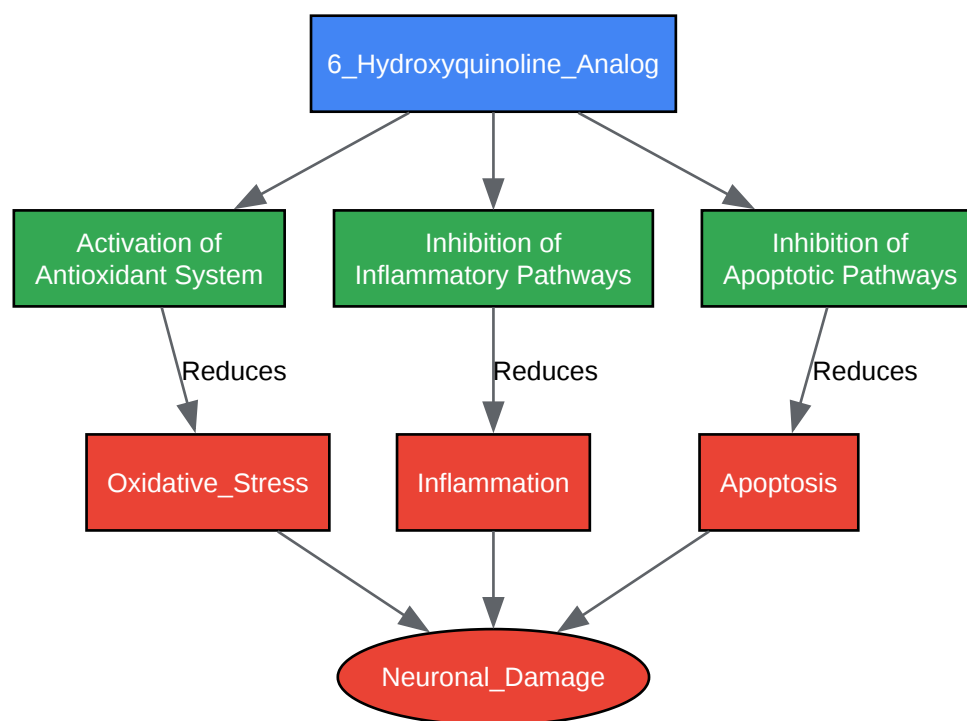 6_Hydroxyquinoline_Analog
Activation of
Antioxidant System
Inhibition of
Inflammatory Pathways
Inhibition of
Apoptotic Pathways
Reduces
Reduces
Reduces
Oxidative_Stress
Inflammation
Apoptosis
Neuronal_Damage